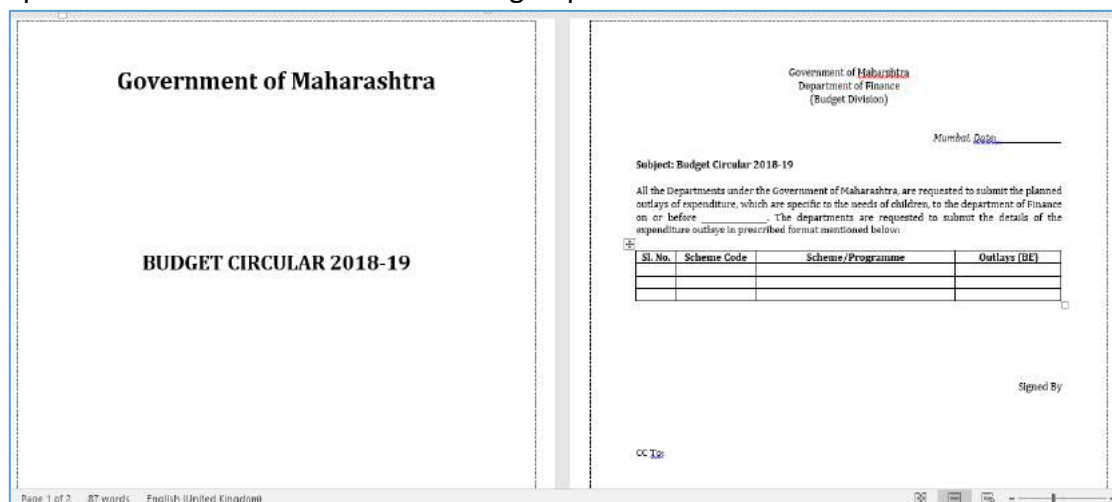 Government of Maharashtra
BUDGET CIRCULAR 2018-19
Government of Maharshtra
Department of Finance
(Budget Division)
Mumbai, Date
Subject: Budget Circular 2018-19
All the Departments under the Government of Maharashtra, are requested to submit the planned
outlays of expenditure, which are specific to the needs of children, to the department of Finance
on or before ____________. The departments are requested to submit the details of the
expenditure outlays in prescribed format mentioned below:
Sl. No. Scheme Code Scheme/Programme Outlays (BE)
Signed By
CC To:
Page 1 of 2 87 words English (United Kingdom)